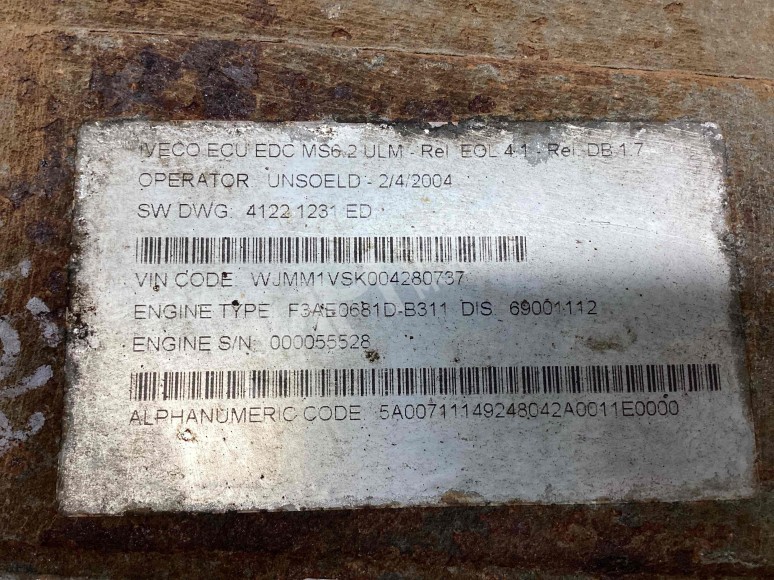 IVECO ECU EDC MS6.2 ULM - Rel. EOL 4.1 - Rel. DB 1.7
OPERATOR UNSOELD - 2/4/2004
SW DWG: 4122 1231 ED
VIN CODE: WJMM1VSK004280737
ENGINE TYPE F3AE0681D-B311 DIS: 69001112
ENGINE S/N: 000055528
ALPHANUMERIC CODE: 5A00711149248042A0011E0000